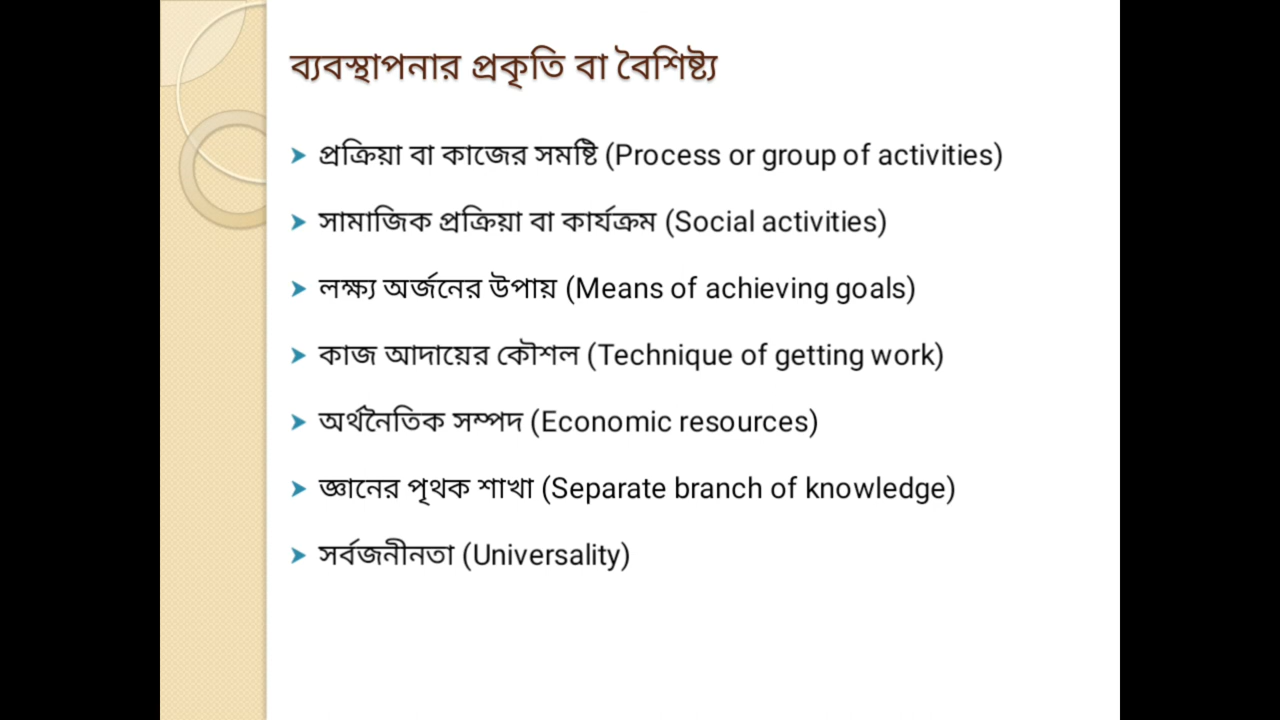 ব্যবস্থাপনার প্রকৃতি বা বৈশিষ্ট্য
প্রক্রিয়া বা কাজের সমষ্টি (Process or group of activities)
সামাজিক প্রক্রিয়া বা কার্যক্রম (Social activities)
লক্ষ্য অর্জনের উপায় (Means of achieving goals)
কাজ আদায়ের কৌশল (Technique of getting work)
অর্থনৈতিক সম্পদ (Economic resources)
জ্ঞানের পৃথক শাখা (Separate branch of knowledge)
সর্বজনীনতা (Universality)